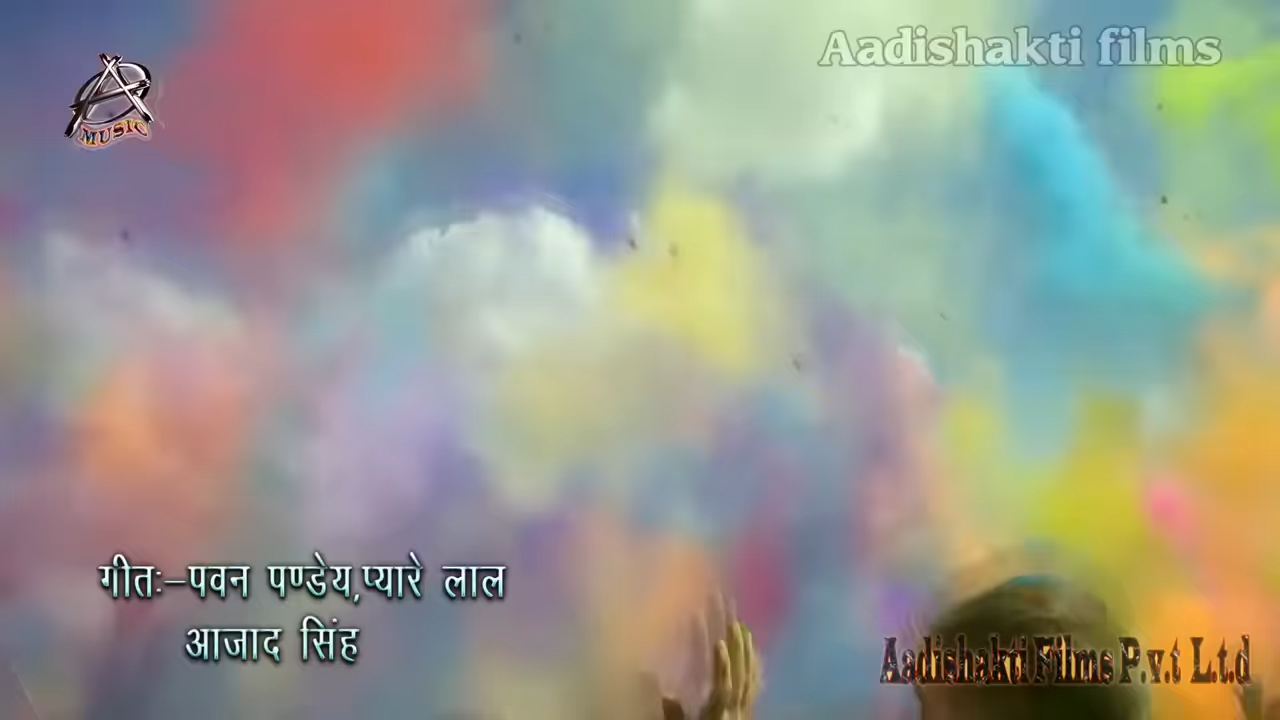 Aadishakti films
MUSIC
गीतः-पवन पण्डेय,प्यारे लाल
आजाद सिंह
Aadishakti Films P.v.t L.t.d